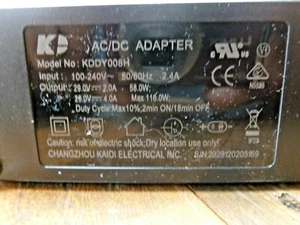 KD AC/DC ADAPTER
Model No: KDDY008H
Input: 100-240V~ 50/60Hz 2.4A
Output: 29.0V 2.0A 58.0W;
29.0V 4.0A Max 116.0W;
Duty Cycle: Max10%,2min ON/18min OFF
Caution: risk of electric shock; Dry location use only!
CHANGZHOU KAIDI ELECTRICAL INC.